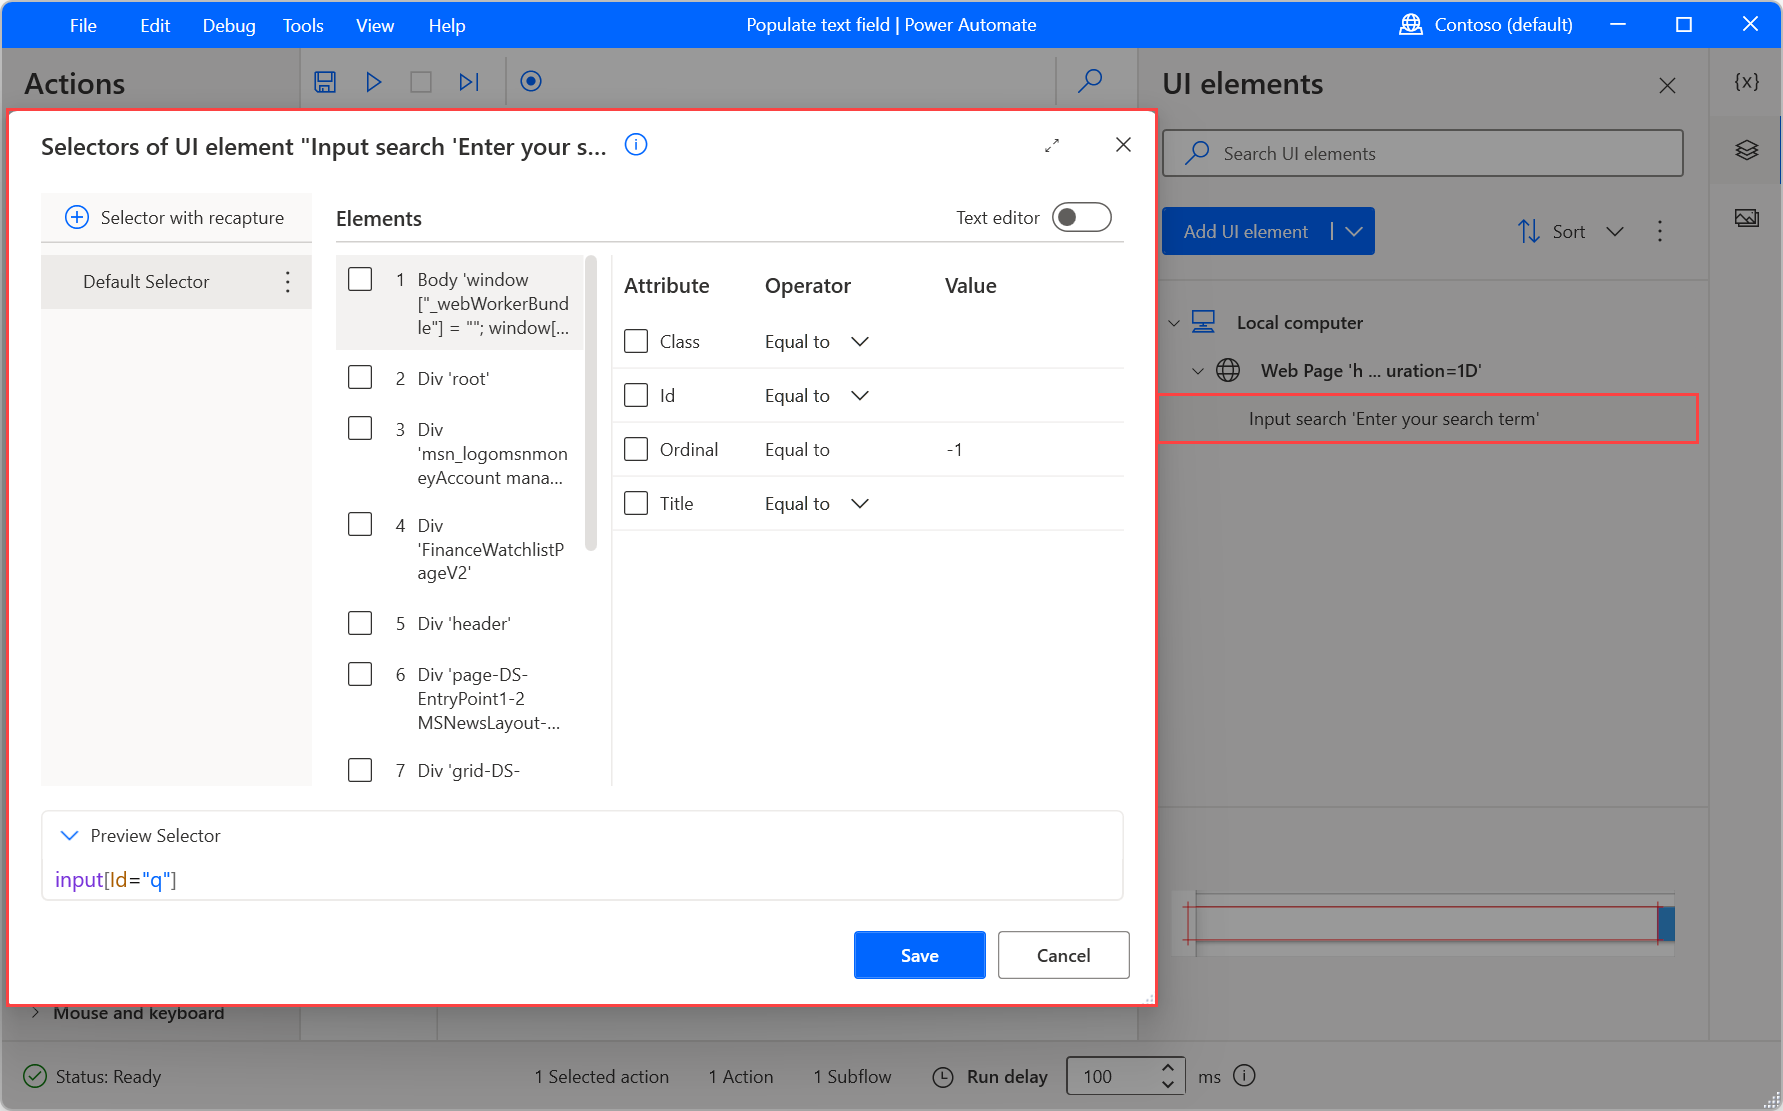 File Edit Debug Tools View Help
Populate text field | Power Automate
Contoso (default)
Actions
UI elements
{x}
Selectors of UI element "Input search 'Enter your s...
Search UI elements
Selector with recapture
Elements
Text editor
Add UI element
Sort
Default Selector
1 Body 'window
["_webWorkerBund
le"] = ""; window[...
2 Div 'root'
3 Div
'msn_logomsnmon
eyAccount mana...
4 Div
'FinanceWatchlistP
ageV2'
5 Div 'header'
6 Div 'page-DS-
EntryPoint1-2
MSNewsLayout-...
7 Div 'grid-DS-
Attribute Operator Value
Class Equal to
Id Equal to
Ordinal Equal to -1
Title Equal to
Local computer
Web Page 'h ... uration=1D'
Input search 'Enter your search term'
Preview Selector
input[Id="q"]
Save Cancel
Mouse and keyboard
Status: Ready
1 Selected action
1 Action
1 Subflow
Run delay 100 ms